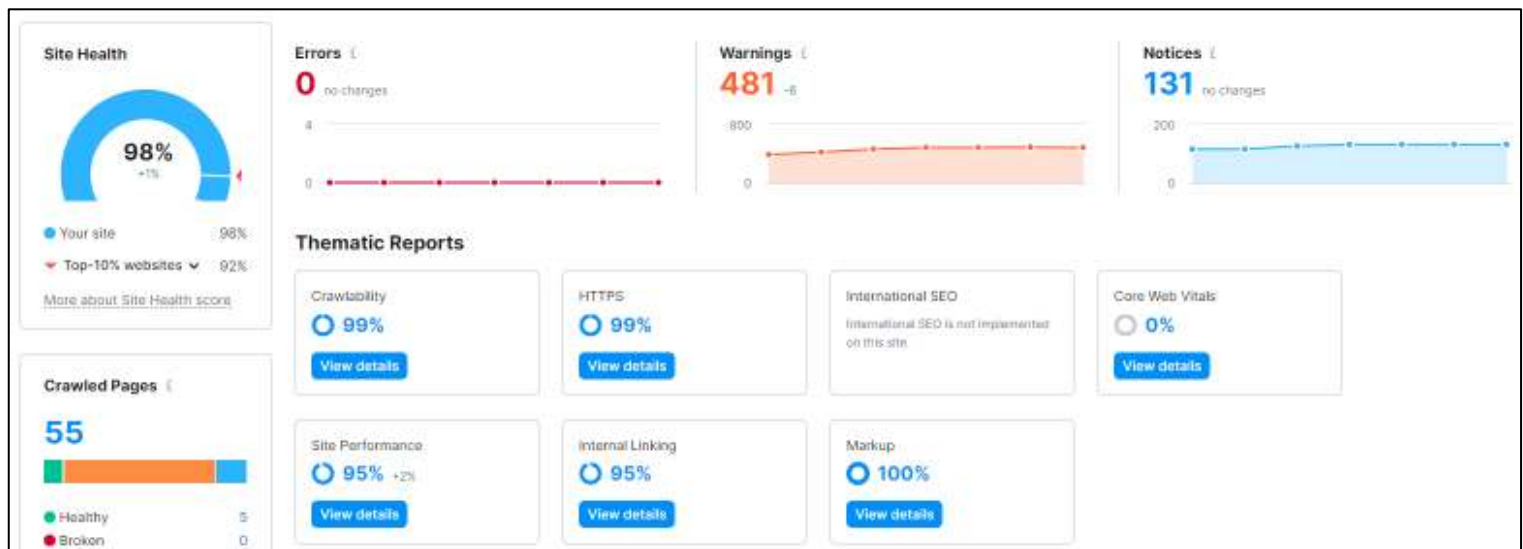 Site Health
98%
+1%
Your site 98%
Top-10% websites 92%
More about Site Health score
Crawled Pages
55
Healthy 5
Broken 0
Errors
0 no changes
4
0
Warnings
481 -6
800
0
Notices
131 no changes
200
0
Thematic Reports
Crawlability
99%
View details
HTTPS
99%
View details
International SEO
International SEO is not implemented
on this site
Core Web Vitals
0%
View details
Site Performance
95% +2%
View details
Internal Linking
95%
View details
Markup
100%
View details